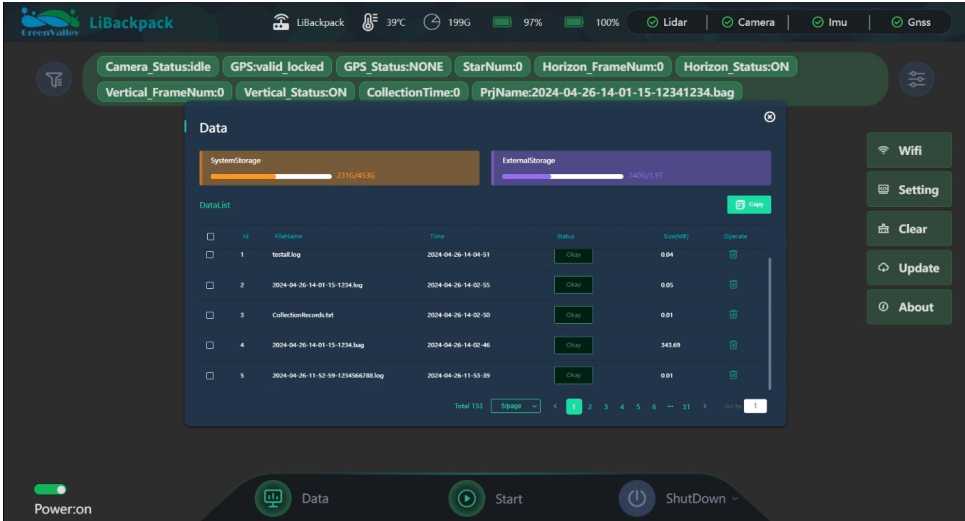 GreenValley LiBackpack LiBackpack 39℃ 199G 97% 100% Lidar | Camera | Imu | Gnss
Camera_Status:idle GPS:valid_locked GPS_Status:NONE StarNum:0 Horizon_FrameNum:0 Horizon_Status:ON
Vertical_FrameNum:0 Vertical_Status:ON CollectionTime:0 PrjName:2024-04-26-14-01-15-12341234.bag
Data
SystemStorage ExternalStorage
231G/453G 740G/1.9T
DataList Copy
Id FileName Time Status Size(MB) Operate
1 testall.log 2024-04-26-14-04-51 Okay 0.04
2 2024-04-26-14-01-15-1234.log 2024-04-26-14-02-55 Okay 0.05
3 CollectionRecords.txt 2024-04-26-14-02-50 Okay 0.01
4 2024-04-26-14-01-15-1234.bag 2024-04-26-14-02-46 Okay 343.69
5 2024-04-26-11-52-59-1234566788.log 2024-04-26-11-53-39 Okay 0.01
Total 153 5/page < 1 2 3 4 5 6 ... 31 > Go to 1
Wifi
Setting
Clear
Update
About
Power:on
Data Start ShutDown